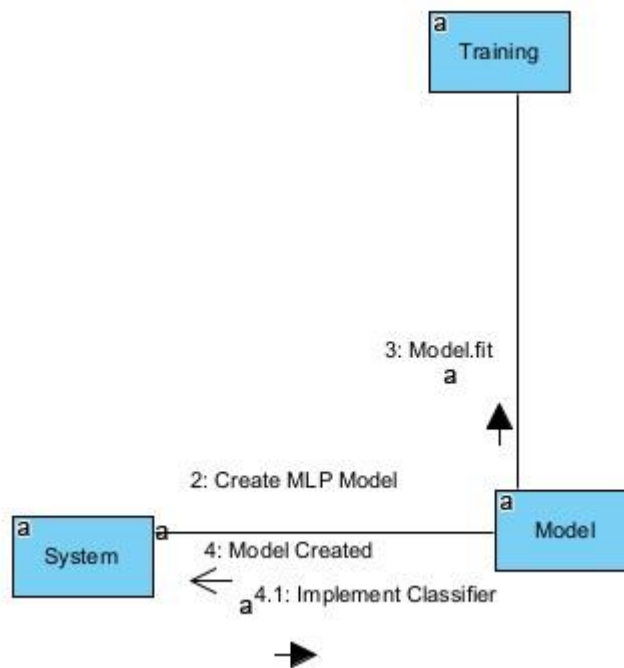 a
Training
3: Model.fit
a
2: Create MLP Model
a
Model
a
System
a
4: Model Created
a
4.1: Implement Classifier